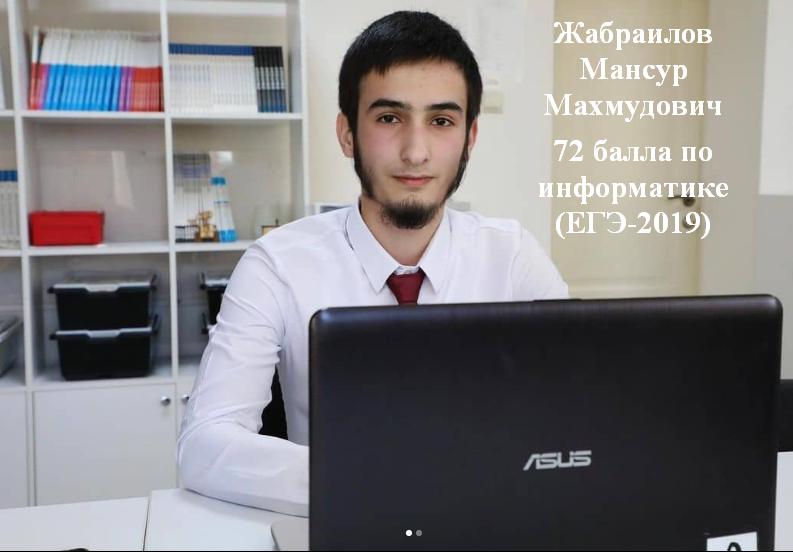 Жабраилов
Мансур
Махмудович
72 балла по
информатике
(ЕГЭ-2019)
ASUS